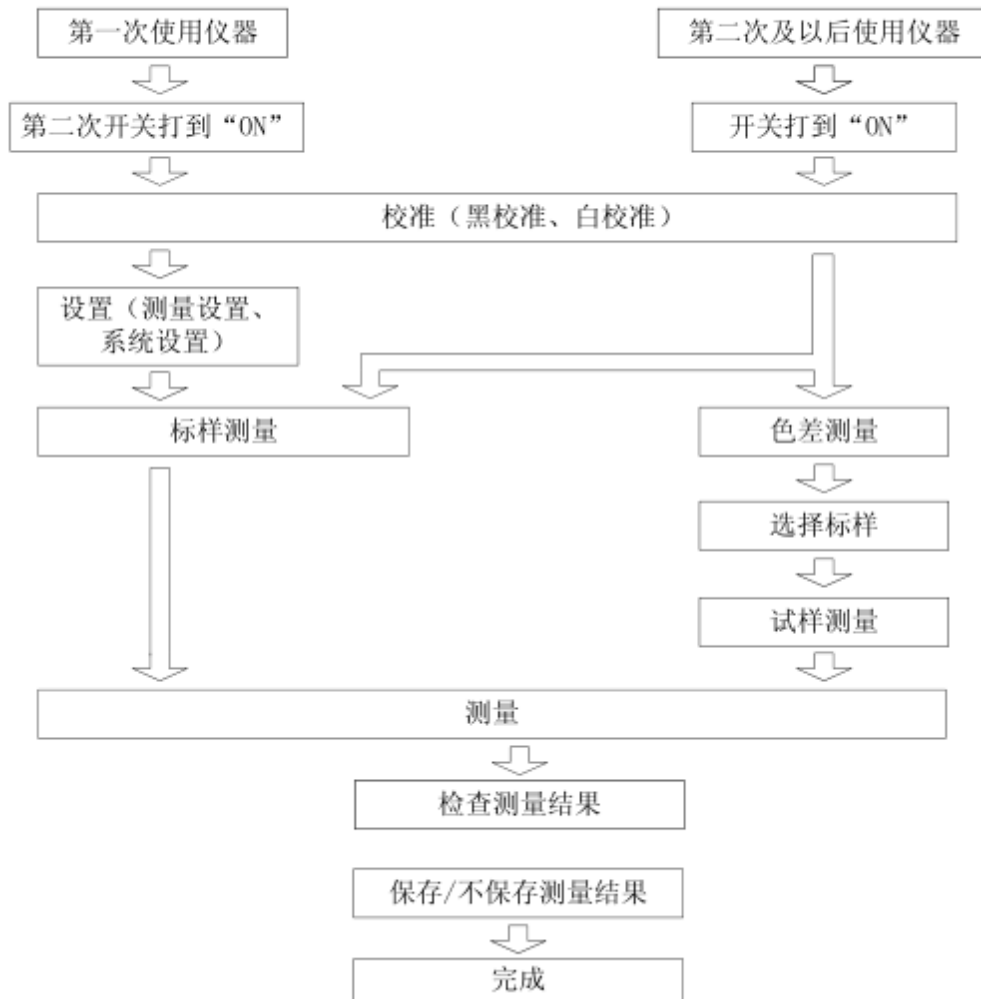 第一次使用仪器
第二次及以后使用仪器
第二次开关打到“ON”
开关打到“ON”
校准（黑校准、白校准）
设置（测量设置、
系统设置）
标样测量
色差测量
选择标样
试样测量
测量
检查测量结果
保存/不保存测量结果
完成